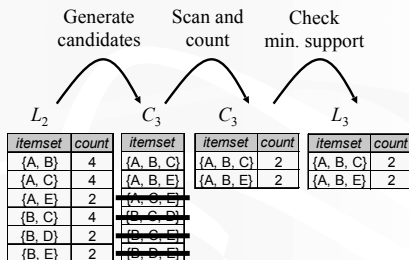 Generate candidates
Scan and count
Check min. support
L2
C3
C3
L3
itemset count
{A, B} 4
{A, C} 4
{A, E} 2
{B, C} 4
{B, D} 2
{B, E} 2
itemset
{A, B, C}
{A, B, E}
{A, C, E}
{B, C, D}
{B, C, E}
{B, D, E}
itemset count
{A, B, C} 2
{A, B, E} 2
itemset count
{A, B, C} 2
{A, B, E} 2